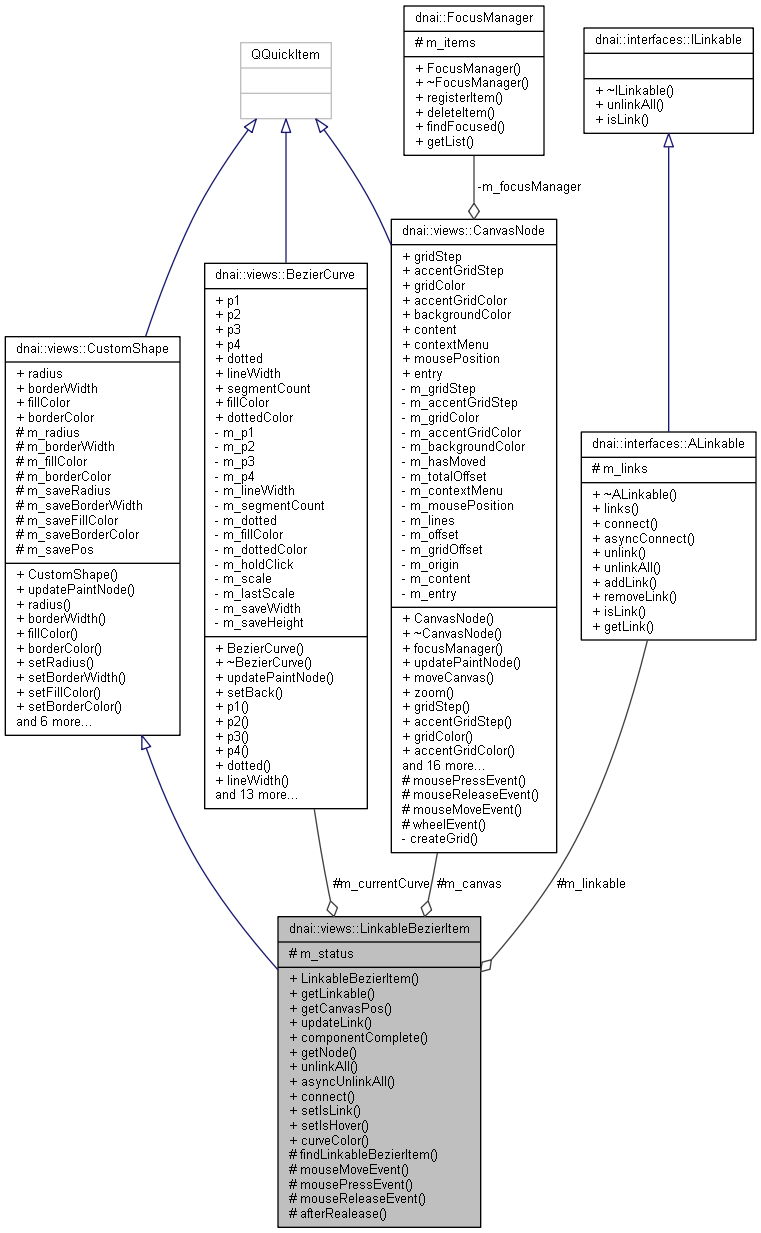 dnai::FocusManager
# m_items
+ FocusManager()
+ ~FocusManager()
+ registerItem()
+ deleteItem()
+ findFocused()
+ getList()
dnai::interfaces::ILinkable
+ ~ILinkable()
+ unlinkAll()
+ isLink()
QQuickItem
-m_focusManager
dnai::views::CanvasNode
+ gridStep
+ accentGridStep
+ gridColor
+ accentGridColor
+ backgroundColor
+ content
+ contextMenu
+ mousePosition
+ entry
- m_gridStep
- m_accentGridStep
- m_gridColor
- m_accentGridColor
- m_backgroundColor
- m_hasMoved
- m_totalOffset
- m_contextMenu
- m_mousePosition
- m_lines
- m_offset
- m_gridOffset
- m_origin
- m_content
- m_entry
+ CanvasNode()
+ ~CanvasNode()
+ focusManager()
+ updatePaintNode()
+ moveCanvas()
+ zoom()
+ gridStep()
+ accentGridStep()
+ gridColor()
+ accentGridColor()
and 16 more...
# mousePressEvent()
# mouseReleaseEvent()
# mouseMoveEvent()
# wheelEvent()
- createGrid()
dnai::views::BezierCurve
+ p1
+ p2
+ p3
+ p4
+ dotted
+ lineWidth
+ segmentCount
+ fillColor
+ dottedColor
- m_p1
- m_p2
- m_p3
- m_p4
- m_lineWidth
- m_segmentCount
- m_dotted
- m_fillColor
- m_dottedColor
- m_holdClick
- m_scale
- m_lastScale
- m_saveWidth
- m_saveHeight
+ BezierCurve()
+ ~BezierCurve()
+ updatePaintNode()
+ setBack()
+ p1()
+ p2()
+ p3()
+ p4()
+ dotted()
+ lineWidth()
and 13 more...
dnai::views::CustomShape
+ radius
+ borderWidth
+ fillColor
+ borderColor
# m_radius
# m_borderWidth
# m_fillColor
# m_borderColor
# m_saveRadius
# m_saveBorderWidth
# m_saveFillColor
# m_saveBorderColor
# m_savePos
+ CustomShape()
+ updatePaintNode()
+ radius()
+ borderWidth()
+ fillColor()
+ borderColor()
+ setRadius()
+ setBorderWidth()
+ setFillColor()
+ setBorderColor()
and 6 more...
dnai::interfaces::ALinkable
# m_links
+ ~ALinkable()
+ links()
+ connect()
+ asyncConnect()
+ unlink()
+ unlinkAll()
+ addLink()
+ removeLink()
+ isLink()
+ getLink()
#m_currentCurve
#m_canvas
#m_linkable
dnai::views::LinkableBezierItem
# m_status
+ LinkableBezierItem()
+ getLinkable()
+ getCanvasPos()
+ updateLink()
+ componentComplete()
+ getNode()
+ unlinkAll()
+ asyncUnlinkAll()
+ connect()
+ setIsLink()
+ setIsHover()
+ curveColor()
# findLinkableBezierItem()
# mouseMoveEvent()
# mousePressEvent()
# mouseReleaseEvent()
# afterRealease()